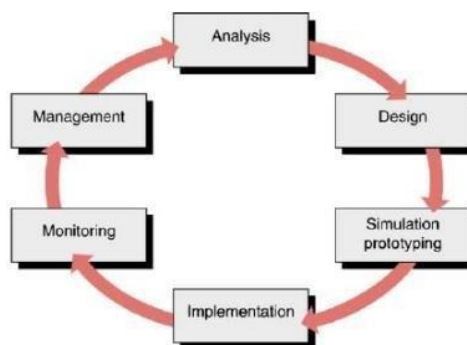 Analysis
Design
Simulation
prototyping
Implementation
Monitoring
Management